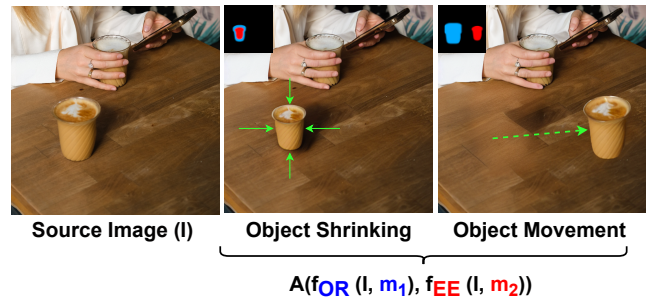 Source Image (I) Object Shrinking Object Movement
A(fOR (I, m1), fEE (I, m2))